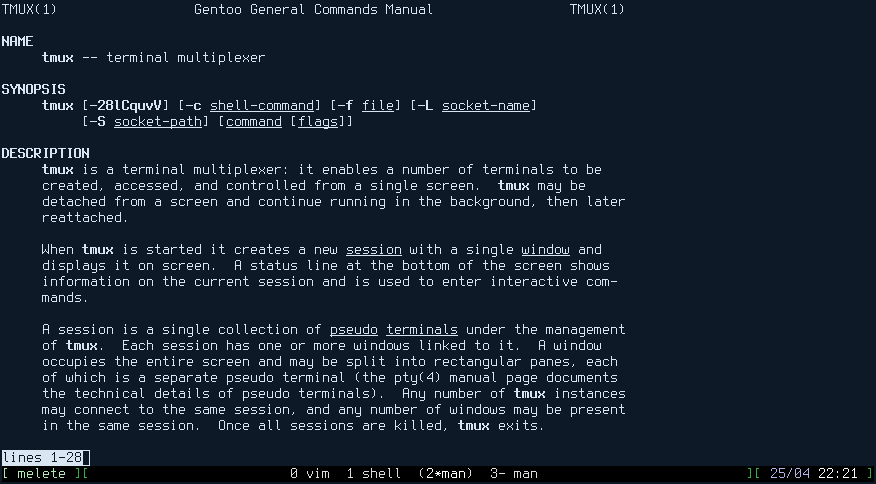 TMUX(1) Gentoo General Commands Manual TMUX(1)
NAME
tmux -- terminal multiplexer
SYNOPSIS
tmux [-28lCquvV] [-c shell-command] [-f file] [-L socket-name]
[-S socket-path] [command [flags]]
DESCRIPTION
tmux is a terminal multiplexer: it enables a number of terminals to be
created, accessed, and controlled from a single screen.  tmux may be
detached from a screen and continue running in the background, then later
reattached.
When tmux is started it creates a new session with a single window and
displays it on screen.  A status line at the bottom of the screen shows
information on the current session and is used to enter interactive com-
mands.
A session is a single collection of pseudo terminals under the management
of tmux.  Each session has one or more windows linked to it.  A window
occupies the entire screen and may be split into rectangular panes, each
of which is a separate pseudo terminal (the pty(4) manual page documents
the technical details of pseudo terminals).  Any number of tmux instances
may connect to the same session, and any number of windows may be present
in the same session.  Once all sessions are killed, tmux exits.
lines 1-28
[ melete ][ 0 vim  1 shell  (2*man)  3- man ][ 25/04 22:21 ]